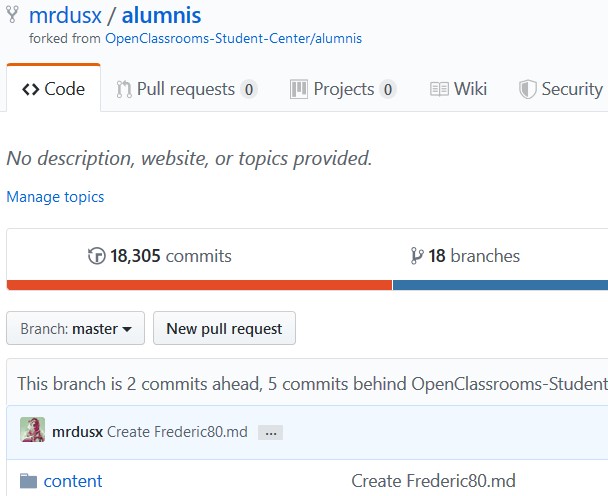 mrdusx / alumnis
forked from OpenClassrooms-Student-Center/alumnis
Code Pull requests 0 Projects 0 Wiki Security
No description, website, or topics provided.
Manage topics
18,305 commits 18 branches
Branch: master New pull request
This branch is 2 commits ahead, 5 commits behind OpenClassrooms-Student
mrdusx Create Frederic80.md ...
content Create Frederic80.md